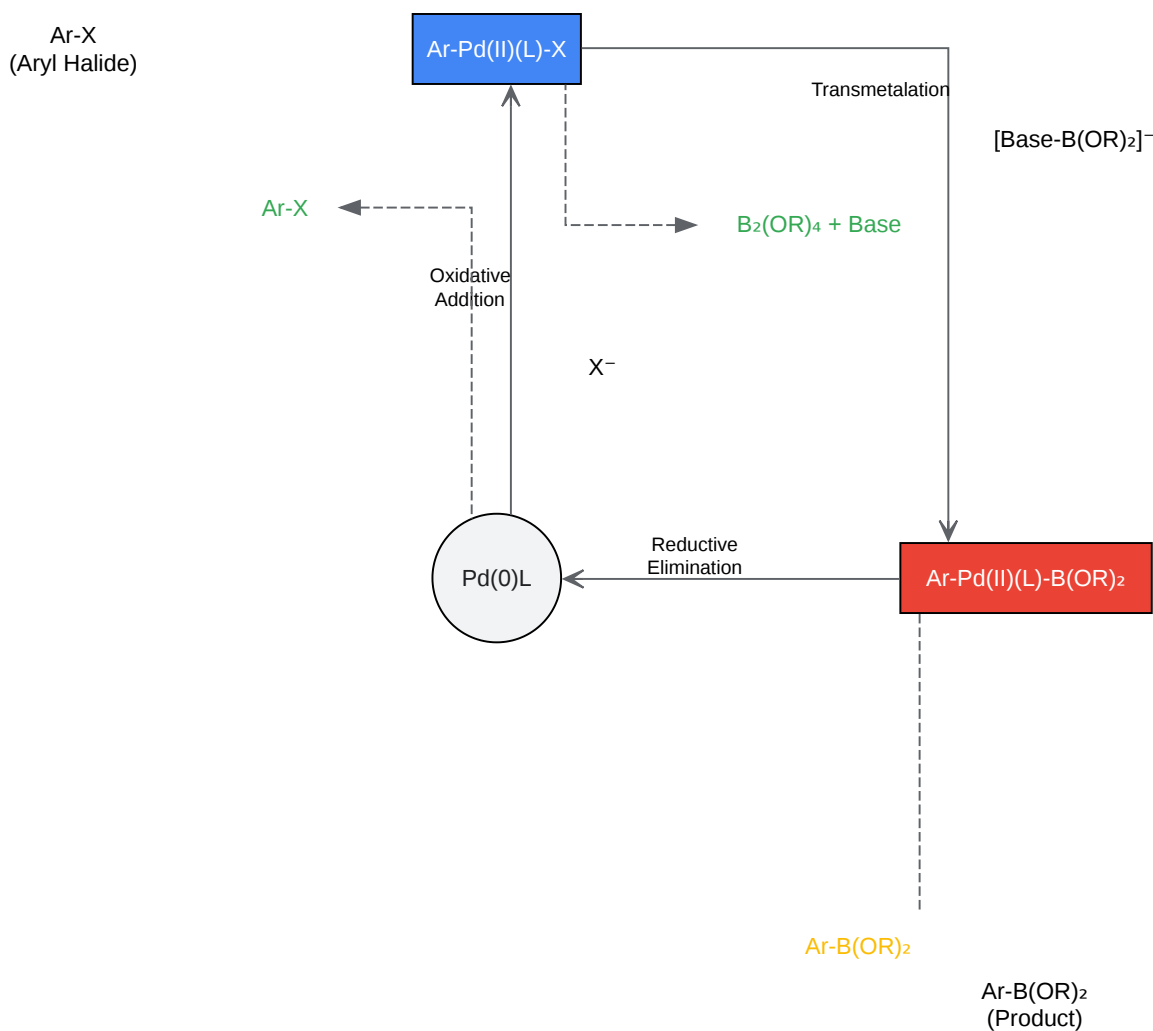 Ar-X
(Aryl Halide)
Ar-Pd(II)(L)-X
Transmetalation
[Base-B(OR)₂]⁻
Ar-X
B₂(OR)₄ + Base
Oxidative
Addition
X⁻
Reductive
Elimination
Pd(0)L
Ar-Pd(II)(L)-B(OR)₂
Ar-B(OR)₂
Ar-B(OR)₂
(Product)